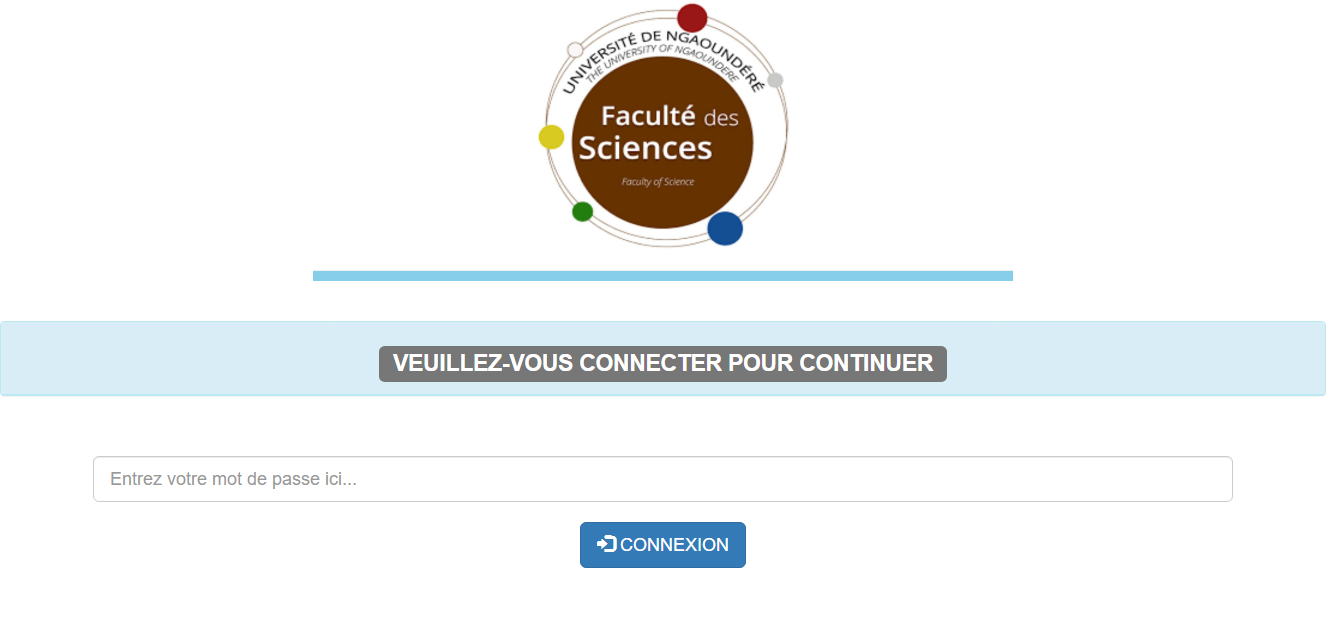 UNIVERSITÉ DE NGAOUNDÉRÉ
THE UNIVERSITY OF NGAOUNDERE
Faculté des
Sciences
Faculty of Science
VEUILLEZ-VOUS CONNECTER POUR CONTINUER
Entrez votre mot de passe ici...
CONNEXION